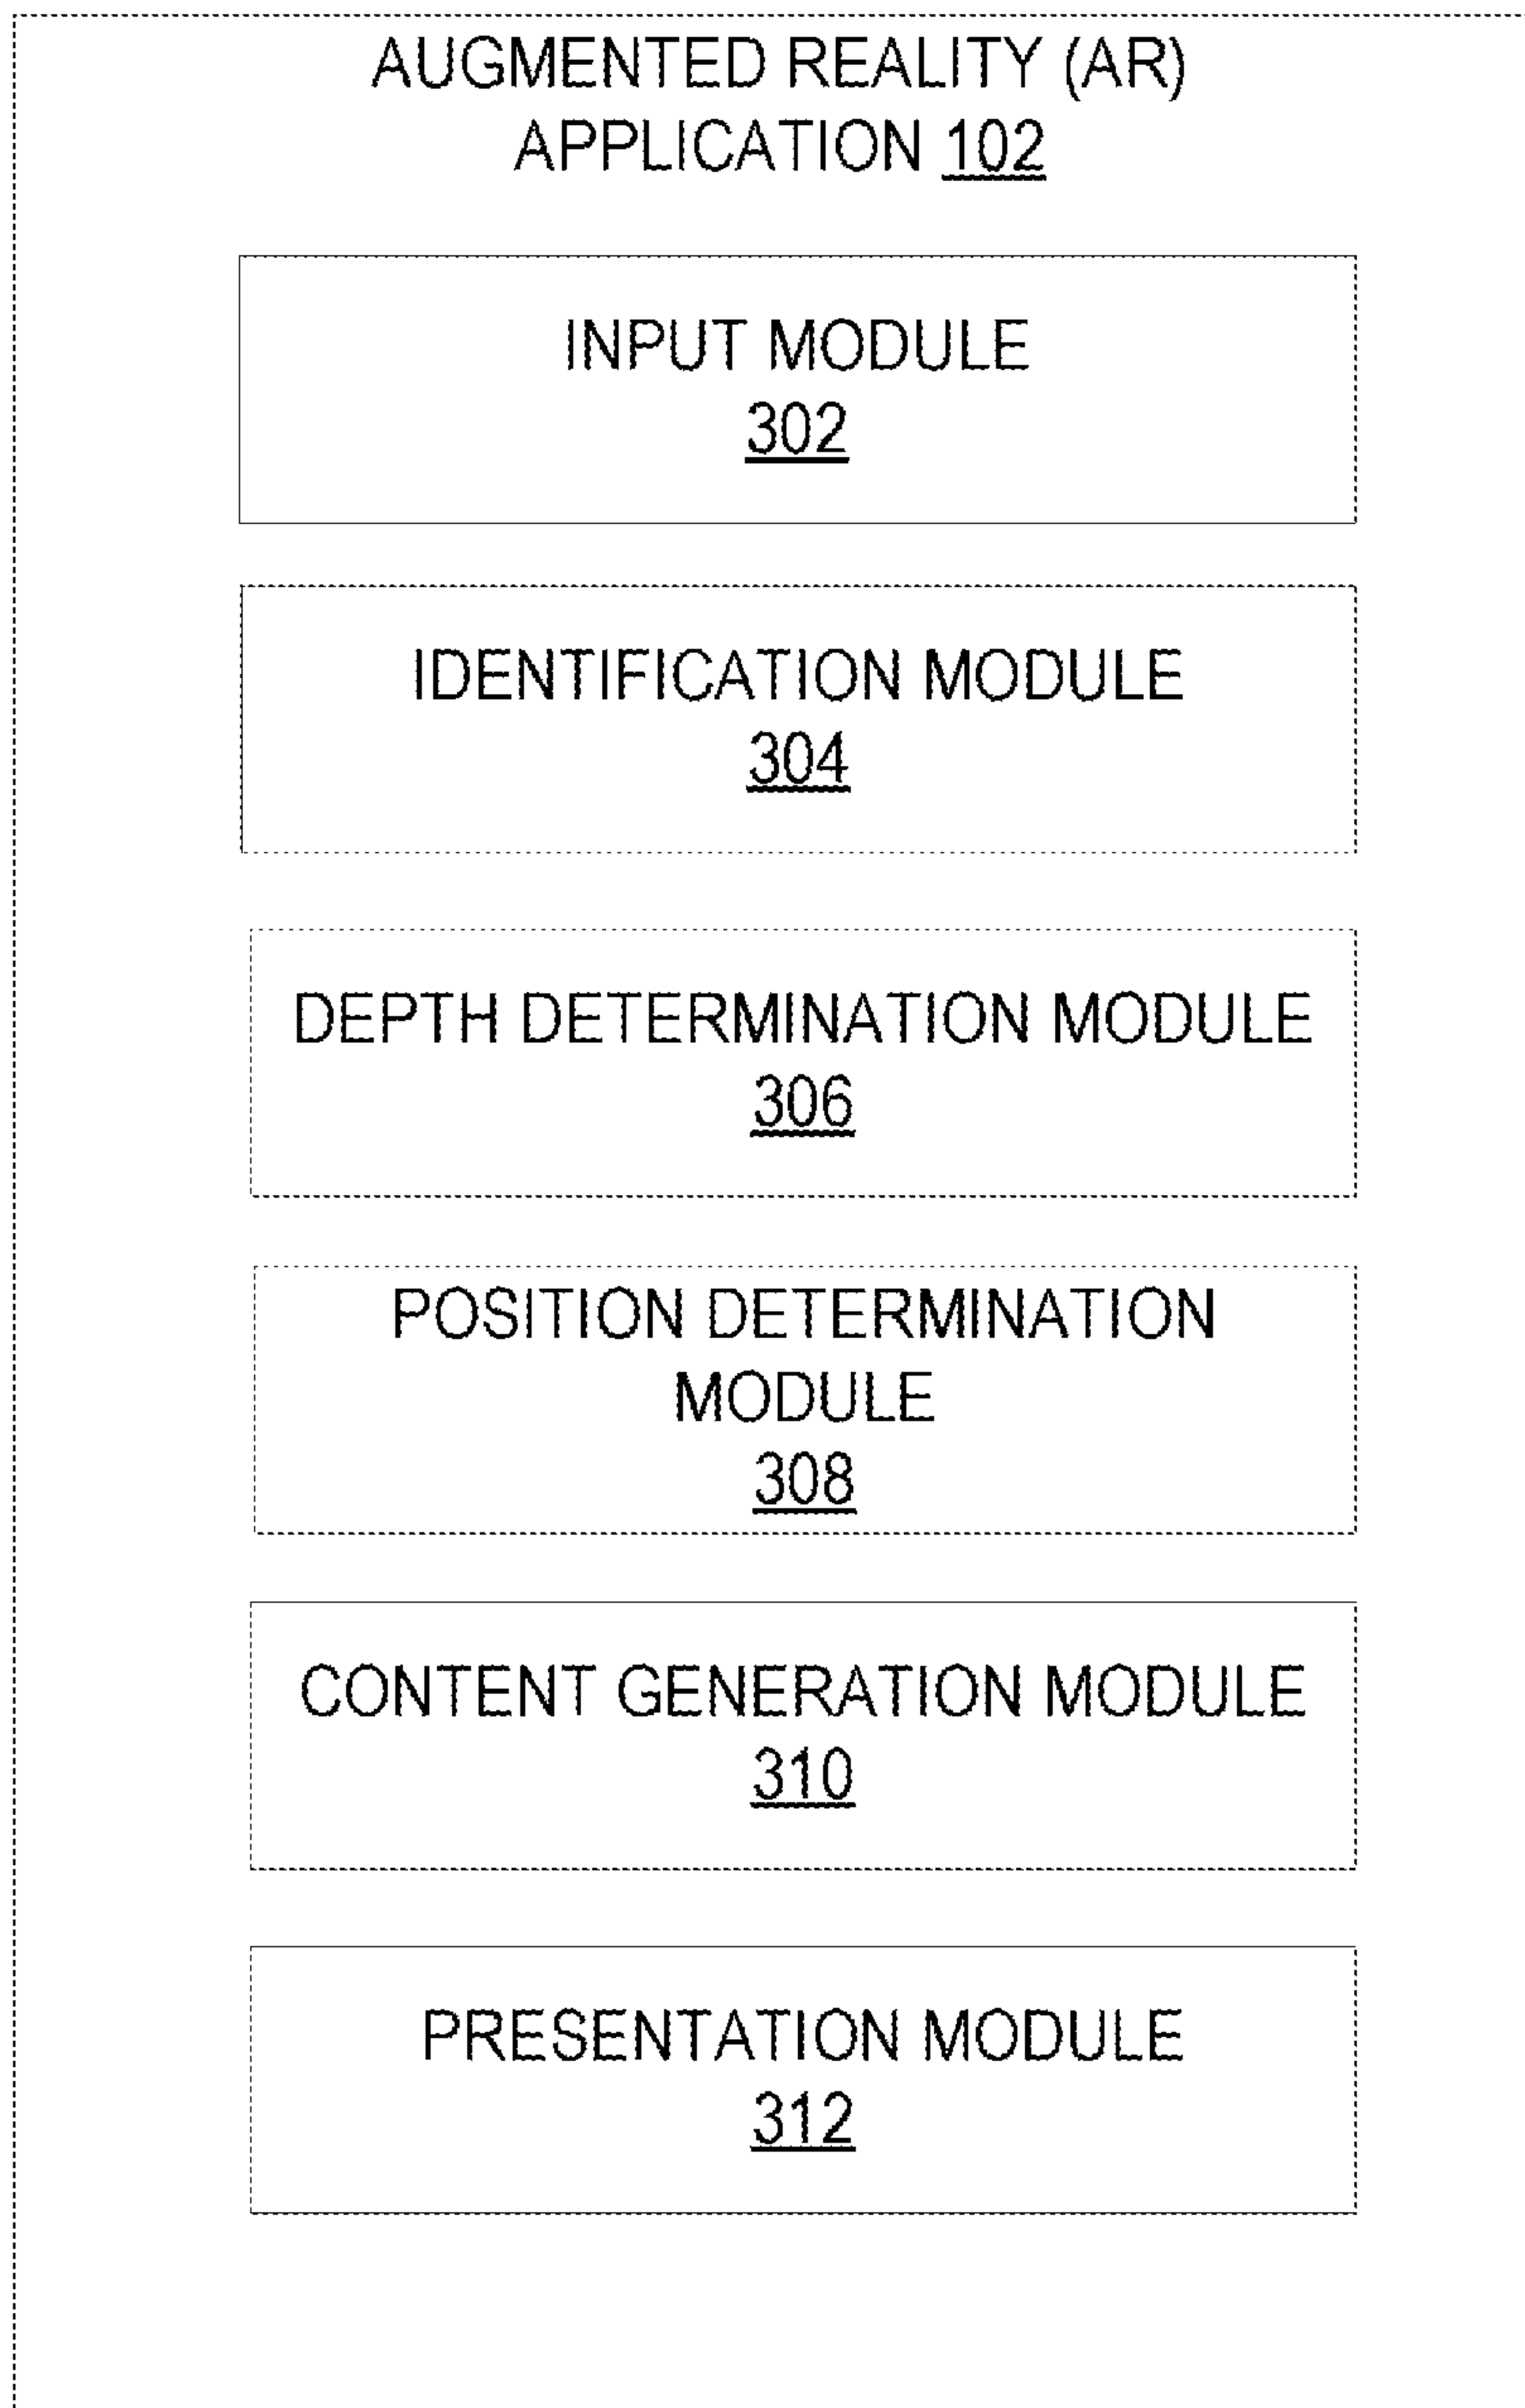 AUGMENTED REALITY (AR)
APPLICATION 102
INPUT MODULE
302
IDENTIFICATION MODULE
304
DEPTH DETERMINATION MODULE
306
POSITION DETERMINATION
MODULE
308
CONTENT GENERATION MODULE
310
PRESENTATION MODULE
312